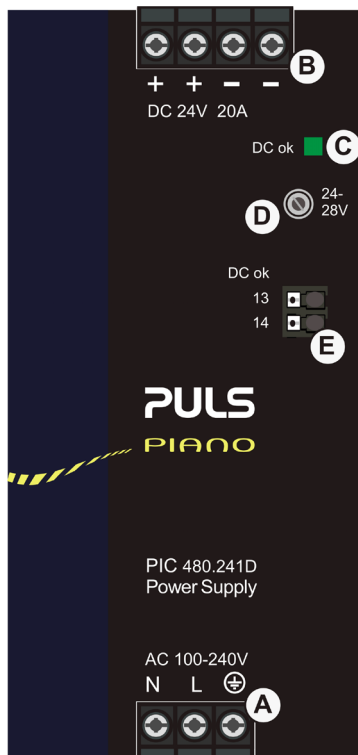 B
+ + − −
DC 24V 20A
DC ok
C
D
24-
28V
DC ok
13
14
E
PULS
PIANO
PIC 480.241D
Power Supply
AC 100-240V
N L
A